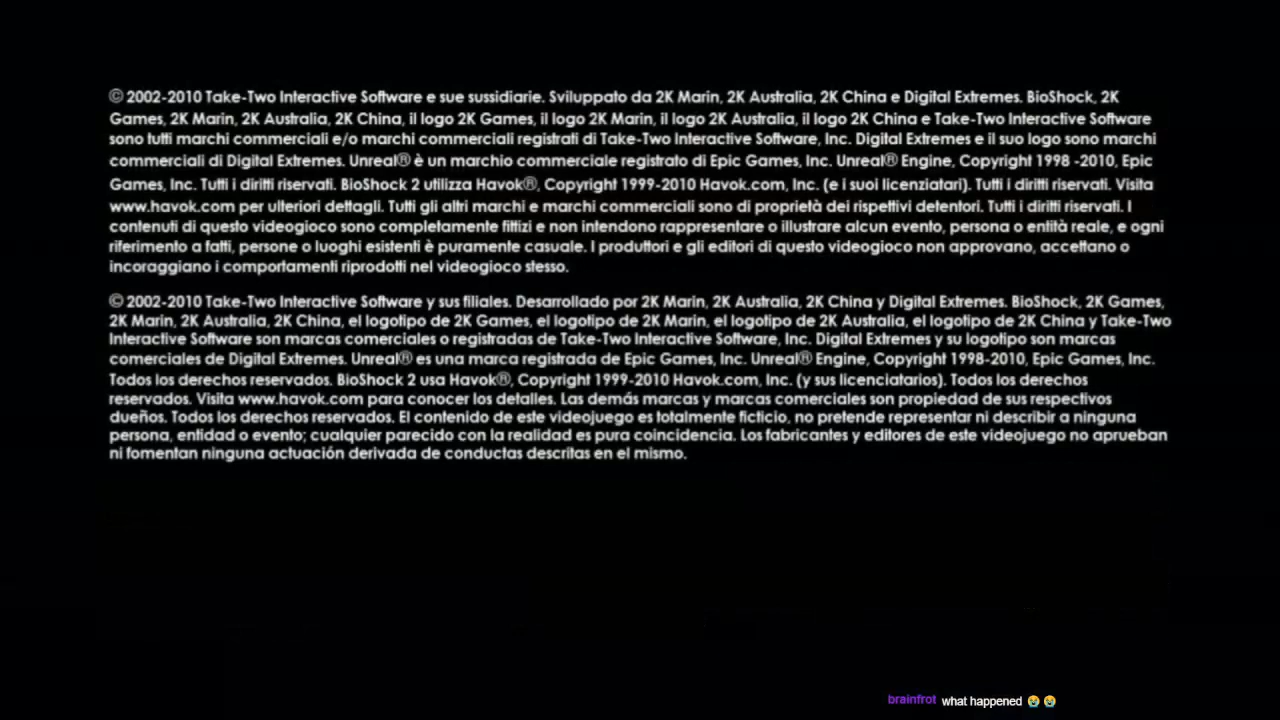 © 2002-2010 Take-Two Interactive Software e sue sussidiarie. Sviluppato da 2K Marin, 2K Australia, 2K China e Digital Extremes. BioShock, 2K
Games, 2K Marin, 2K Australia, 2K China, il logo 2K Games, il logo 2K Marin, il logo 2K Australia, il logo 2K China e Take-Two Interactive Software
sono tutti marchi commerciali e/o marchi commerciali registrati di Take-Two Interactive Software, Inc. Digital Extremes e il suo logo sono marchi
commerciali di Digital Extremes. Unreal® è un marchio commerciale registrato di Epic Games, Inc. Unreal® Engine, Copyright 1998 -2010, Epic
Games, Inc. Tutti i diritti riservati. BioShock 2 utilizza Havok®, Copyright 1999-2010 Havok.com, Inc. (e i suoi licenziatari). Tutti i diritti riservati. Visita
www.havok.com per ulteriori dettagli. Tutti gli altri marchi e marchi commerciali sono di proprietà dei rispettivi detentori. Tutti i diritti riservati. I
contenuti di questo videogioco sono completamente fittizi e non intendono rappresentare o illustrare alcun evento, persona o entità reale, e ogni
riferimento a fatti, persone o luoghi esistenti è puramente casuale. I produttori e gli editori di questo videogioco non approvano, accettano o
incoraggiano i comportamenti riprodotti nel videogioco stesso.
© 2002-2010 Take-Two Interactive Software y sus filiales. Desarrollado por 2K Marin, 2K Australia, 2K China y Digital Extremes. BioShock, 2K Games,
2K Marin, 2K Australia, 2K China, el logotipo de 2K Games, el logotipo de 2K Marin, el logotipo de 2K Australia, el logotipo de 2K China y Take-Two
Interactive Software son marcas comerciales o registradas de Take-Two Interactive Software, Inc. Digital Extremes y su logotipo son marcas
comerciales de Digital Extremes. Unreal® es una marca registrada de Epic Games, Inc. Unreal® Engine, Copyright 1998-2010, Epic Games, Inc.
Todos los derechos reservados. BioShock 2 usa Havok®, Copyright 1999-2010 Havok.com, Inc. (y sus licenciatarios). Todos los derechos
reservados. Visita www.havok.com para conocer los detalles. Las demás marcas y marcas comerciales son propiedad de sus respectivos
dueños. Todos los derechos reservados. El contenido de este videojuego es totalmente ficticio, no pretende representar ni describir a ninguna
persona, entidad o evento; cualquier parecido con la realidad es pura coincidencia. Los fabricantes y editores de este videojuego no aprueban
ni fomentan ninguna actuación derivada de conductas descritas en el mismo.
brainfrot what happened 😭😭